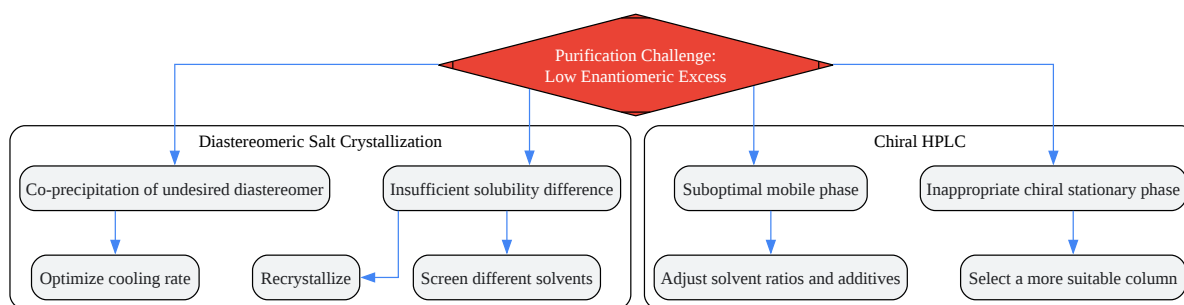 Purification Challenge:
Low Enantiomeric Excess
Diastereomeric Salt Crystallization
Chiral HPLC
Co-precipitation of undesired diastereomer
Insufficient solubility difference
Suboptimal mobile phase
Inappropriate chiral stationary phase
Optimize cooling rate
Recrystallize
Screen different solvents
Adjust solvent ratios and additives
Select a more suitable column